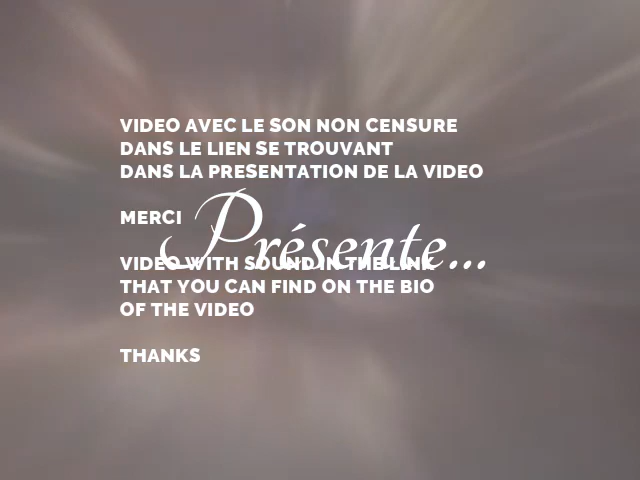 VIDEO AVEC LE SON NON CENSURE
DANS LE LIEN SE TROUVANT
DANS LA PRESENTATION DE LA VIDEO
MERCI
Présente...
VIDEO WITH SOUND IN THE LINK
THAT YOU CAN FIND ON THE BIO
OF THE VIDEO
THANKS